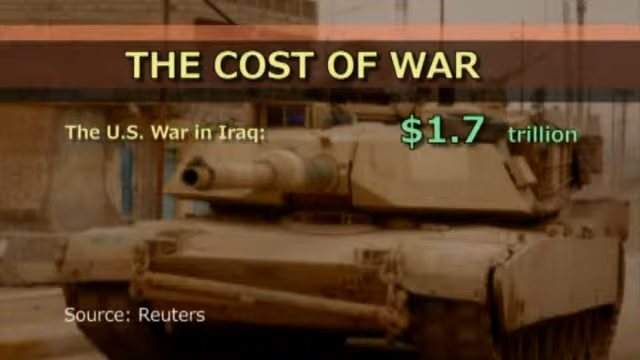 THE COST OF WAR
The U.S. War in Iraq: $1.7 trillion
Source: Reuters